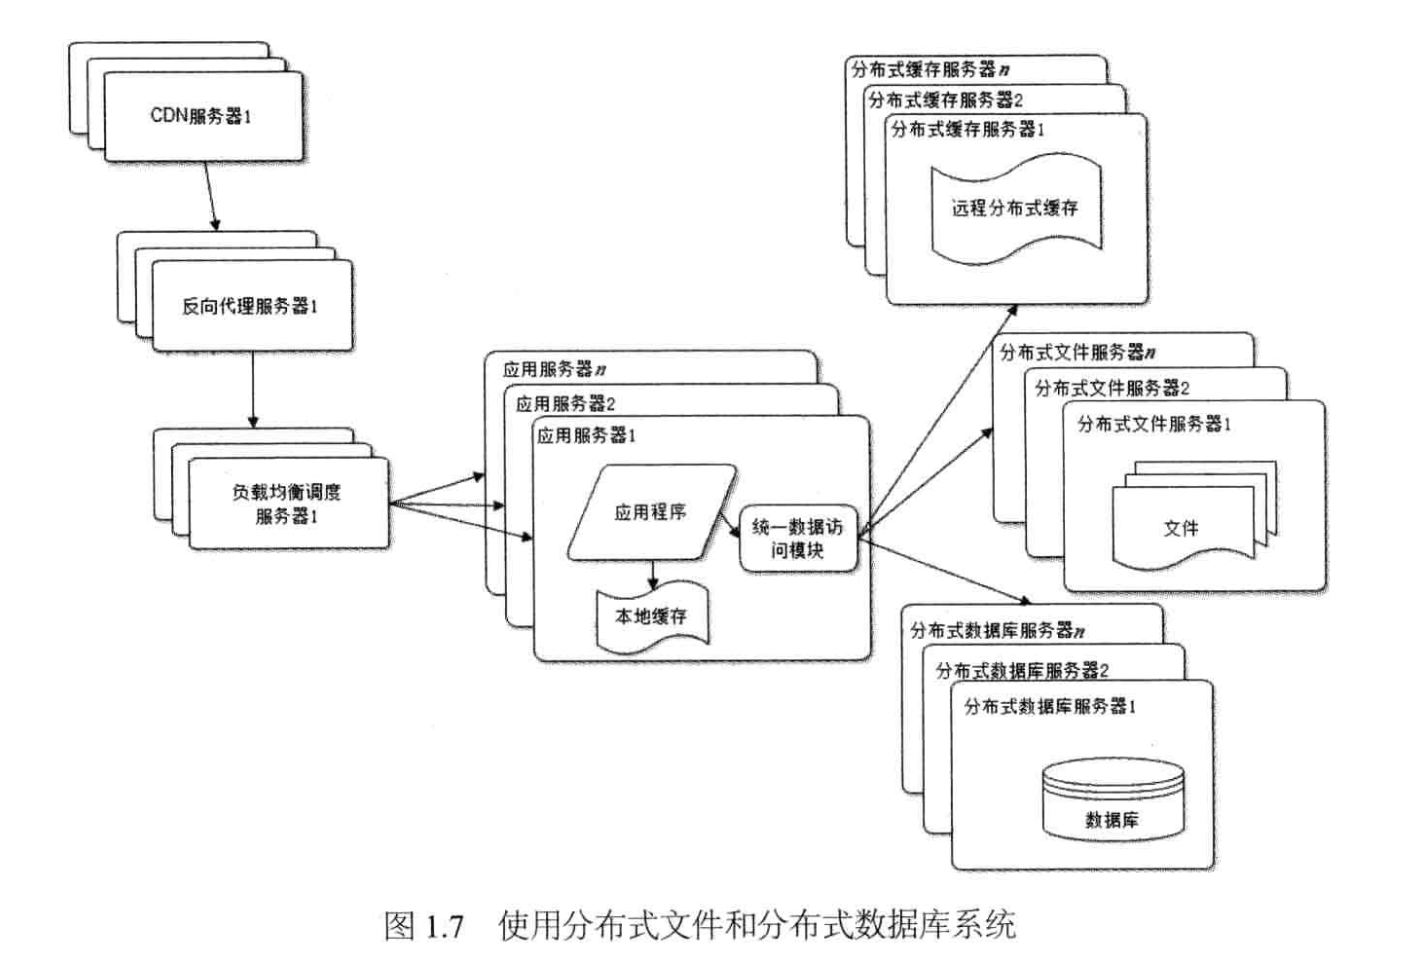 CDN服务器1
反向代理服务器1
负载均衡调度
服务器1
应用服务器n
应用服务器2
应用服务器1
应用程序
统一数据访
问模块
本地缓存
分布式缓存服务器n
分布式缓存服务器2
分布式缓存服务器1
远程分布式缓存
分布式文件服务器n
分布式文件服务器2
分布式文件服务器1
文件
分布式数据库服务器n
分布式数据库服务器2
分布式数据库服务器1
数据库
图 1.7 使用分布式文件和分布式数据库系统